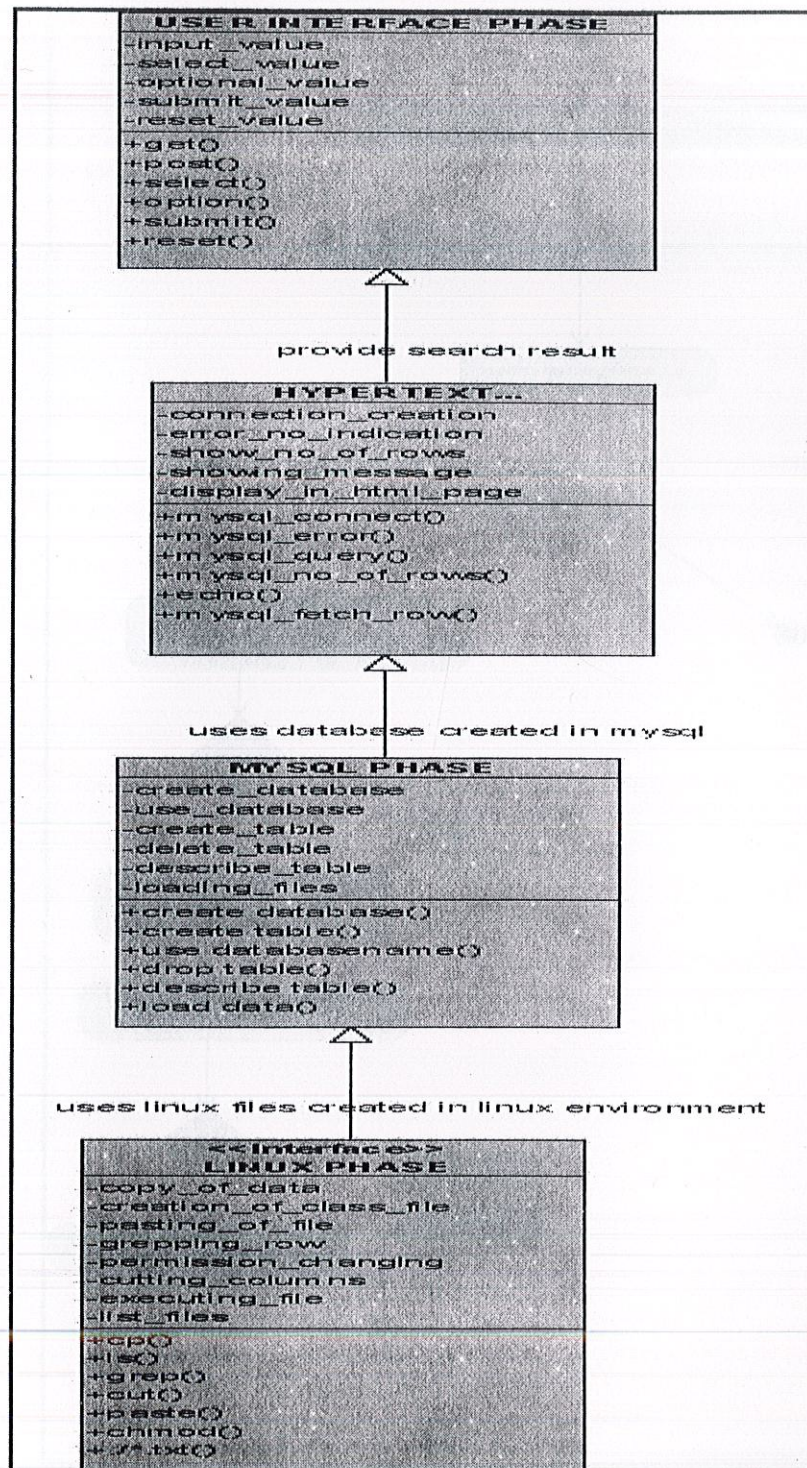 USER INTERFACE PHASE
-input_value
-select_value
-optional_value
-submit_value
-reset_value
+get()
+post()
+select()
+option()
+submit()
+reset()
provide search result
HYPERTEXT...
-connection_creation
-error_no_indication
-show_no_of_rows
-showing_message
-display_in_html_page
+mysql_connect()
+mysql_error()
+mysql_query()
+mysql_no_of_rows()
+echo()
+mysql_fetch_row()
uses database created in mysql
MYSQL PHASE
-create_database
-use_database
-create_table
-delete_table
-describe_table
-loading_files
+create database()
+create table()
+use databasename()
+drop table()
+describe table()
+load data()
uses linux files created in linux environment
<<Interface>>
LINUX PHASE
-copy_of_data
-creation_of_class_file
-pasting_of_file
-grepping_row
-permission_changing
-cutting_columns
-executing_file
-list_files
+cp()
+ls()
+grep()
+cut()
+paste()
+chmod()
+./*.txt()